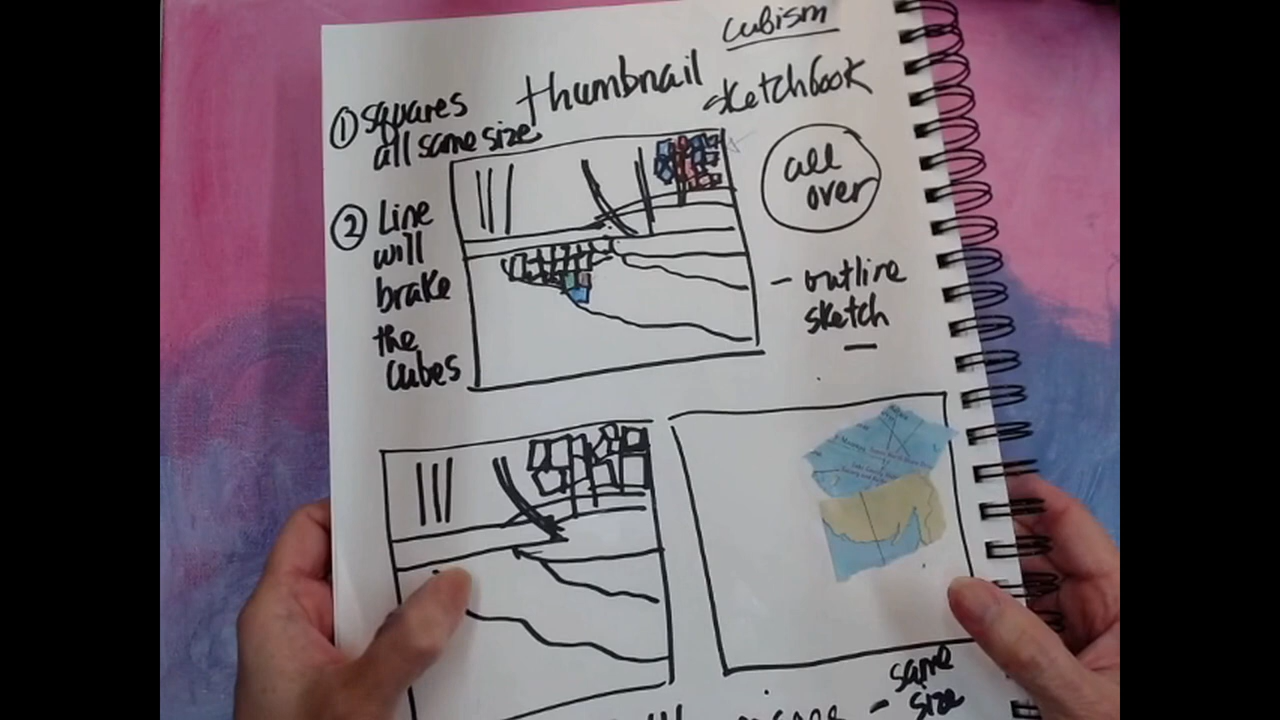 cubism
thumbnail sketchbook
① squares
all same size
② Line
will
brake
the
cubes
all
over
- outline
sketch
- same
size